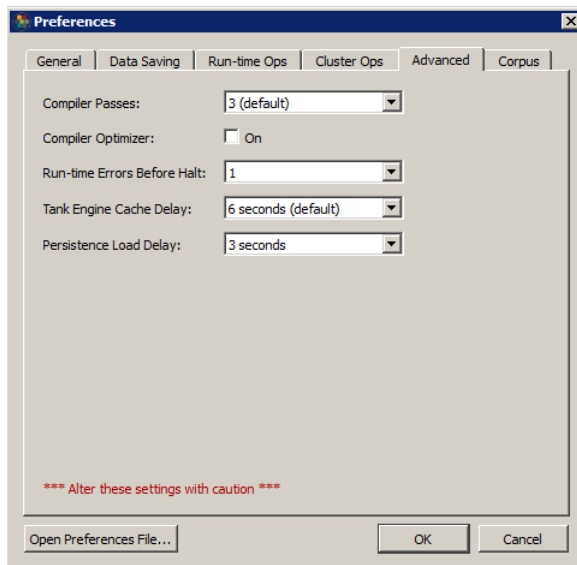 Preferences
General Data Saving Run-time Ops Cluster Ops Advanced Corpus
Compiler Passes: 3 (default)
Compiler Optimizer: On
Run-time Errors Before Halt: 1
Tank Engine Cache Delay: 6 seconds (default)
Persistence Load Delay: 3 seconds
*** Alter these settings with caution ***
Open Preferences File... OK Cancel